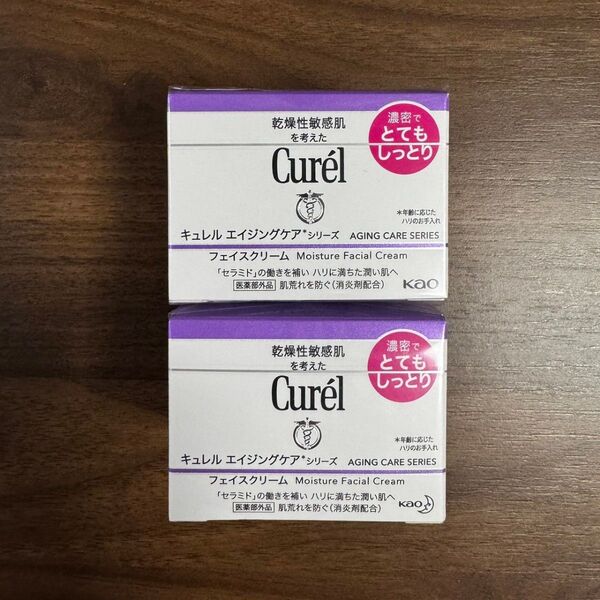 乾燥性敏感肌
を考えた
濃密で
とても
しっとり
Curél
*年齢に応じた
ハリのお手入れ
キュレル エイジングケア*シリーズ AGING CARE SERIES
フェイスクリーム Moisture Facial Cream
「セラミド」の働きを補い ハリに満ちた潤い肌へ
医薬部外品 肌荒れを防ぐ(消炎剤配合)
Kao
乾燥性敏感肌
を考えた
濃密で
とても
しっとり
Curél
*年齢に応じた
ハリのお手入れ
キュレル エイジングケア*シリーズ AGING CARE SERIES
フェイスクリーム Moisture Facial Cream
「セラミド」の働きを補い ハリに満ちた潤い肌へ
医薬部外品 肌荒れを防ぐ(消炎剤配合)
Kao